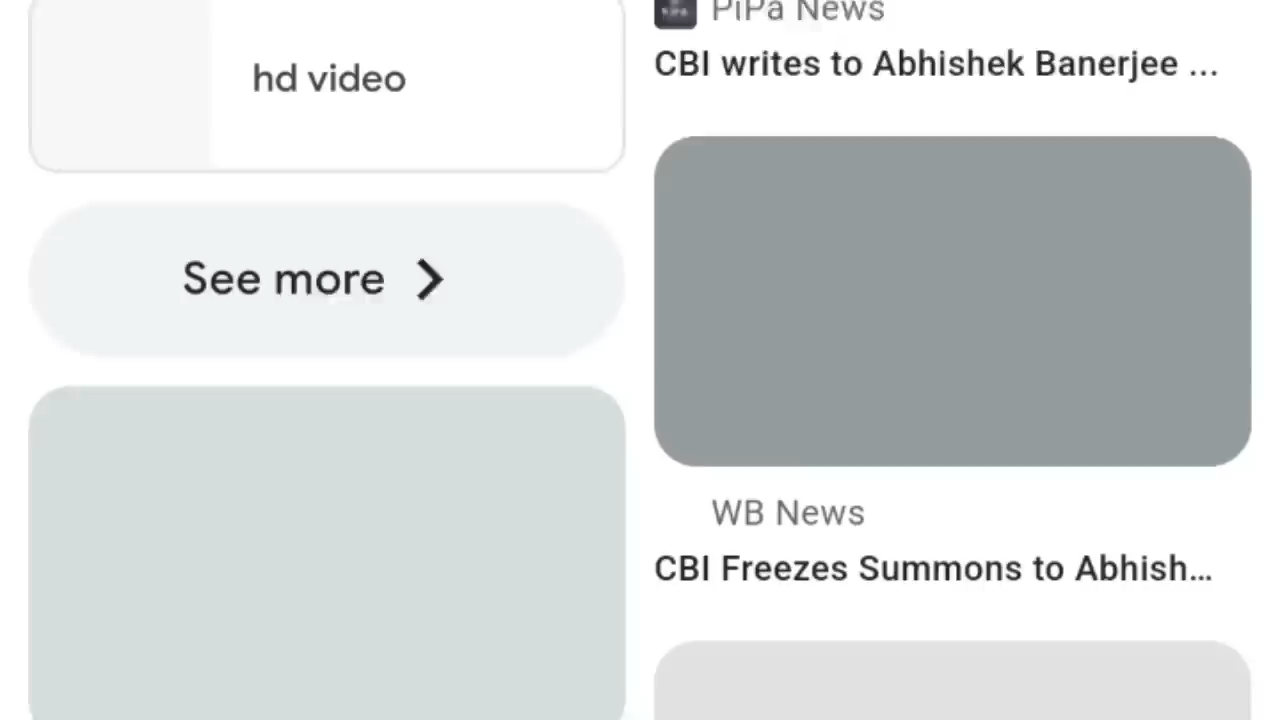 hd video
See more
PiPa News
CBI writes to Abhishek Banerjee ...
WB News
CBI Freezes Summons to Abhish...